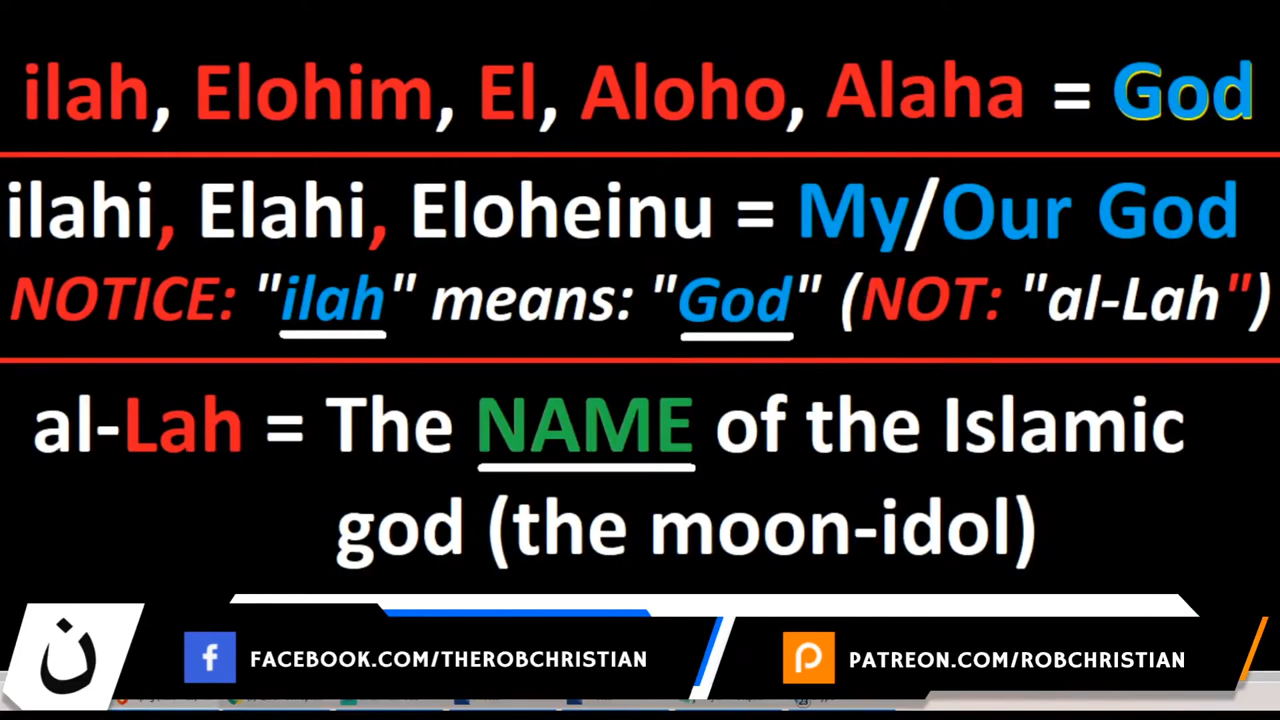 ilah, Elohim, El, Aloho, Alaha = God
ilahi, Elahi, Eloheinu = My/Our God
NOTICE: "ilah" means: "God" (NOT: "al-Lah")
al-Lah = The NAME of the Islamic
god (the moon-idol)
ن
f FACEBOOK.COM/THEROBCHRISTIAN
PATREON.COM/ROBCHRISTIAN